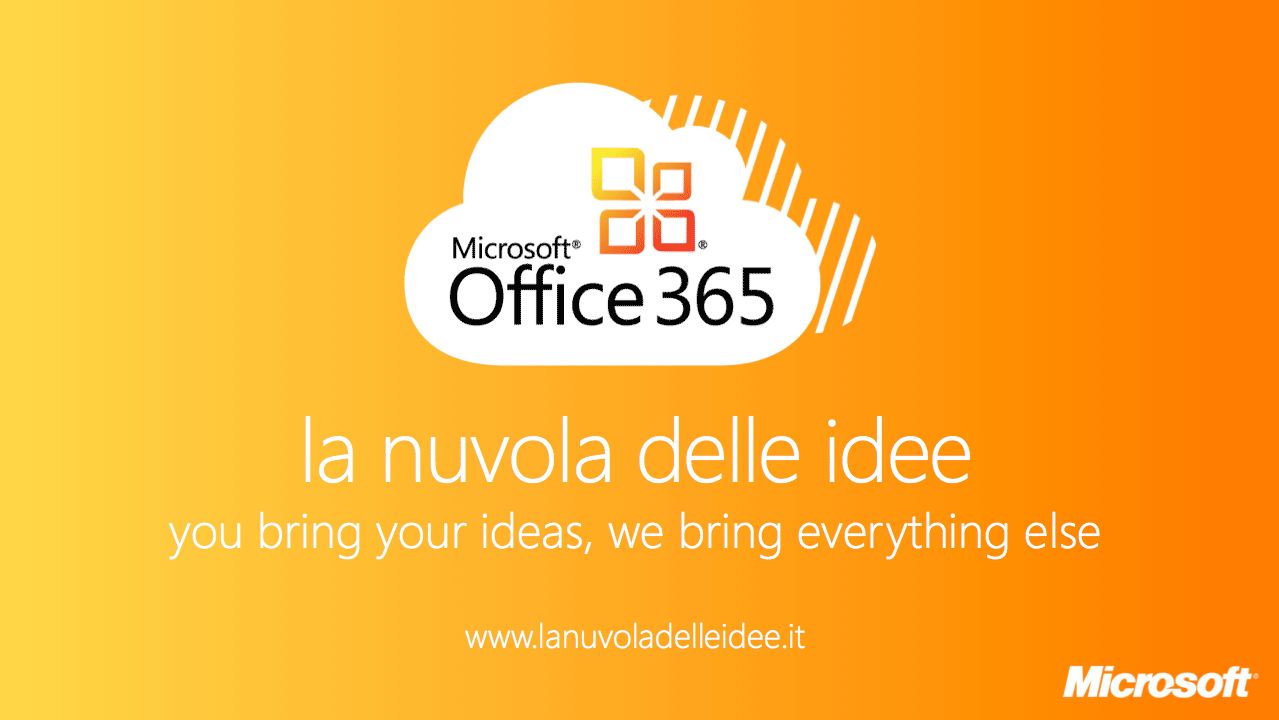 Microsoft®
®
Office 365
la nuvola delle idee
you bring your ideas, we bring everything else
www.lanuvoladelleidee.it
Microsoft®